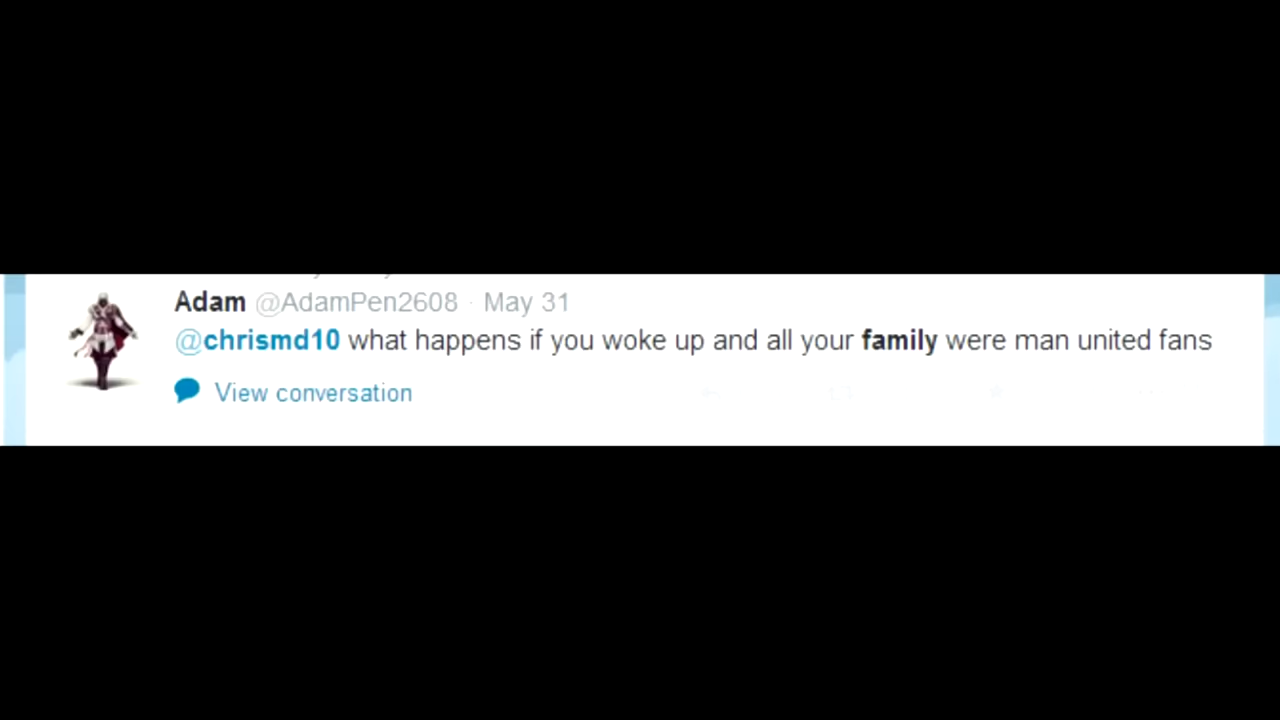 Adam @AdamPen2608 · May 31
@chrismd10 what happens if you woke up and all your family were man united fans
View conversation